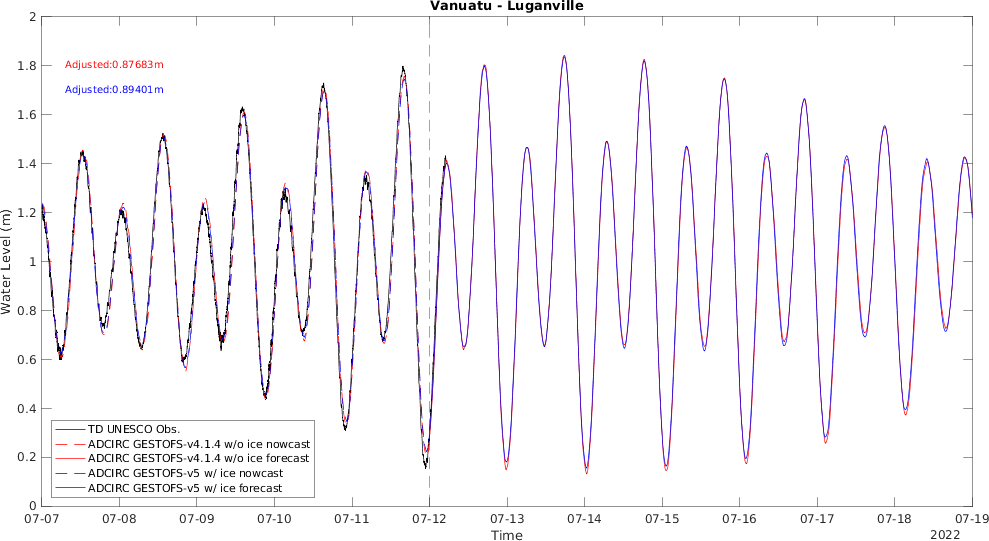 Vanuatu - Luganville
Adjusted:0.87683m
Adjusted:0.89401m
Water Level (m)
2
1.8
1.6
1.4
1.2
1
0.8
0.6
0.4
0.2
0
TD UNESCO Obs.
ADCIRC GESTOFS-v4.1.4 w/o ice nowcast
ADCIRC GESTOFS-v4.1.4 w/o ice forecast
ADCIRC GESTOFS-v5 w/ ice nowcast
ADCIRC GESTOFS-v5 w/ ice forecast
07-07 07-08 07-09 07-10 07-11 07-12 07-13 07-14 07-15 07-16 07-17 07-18 07-19
Time
2022